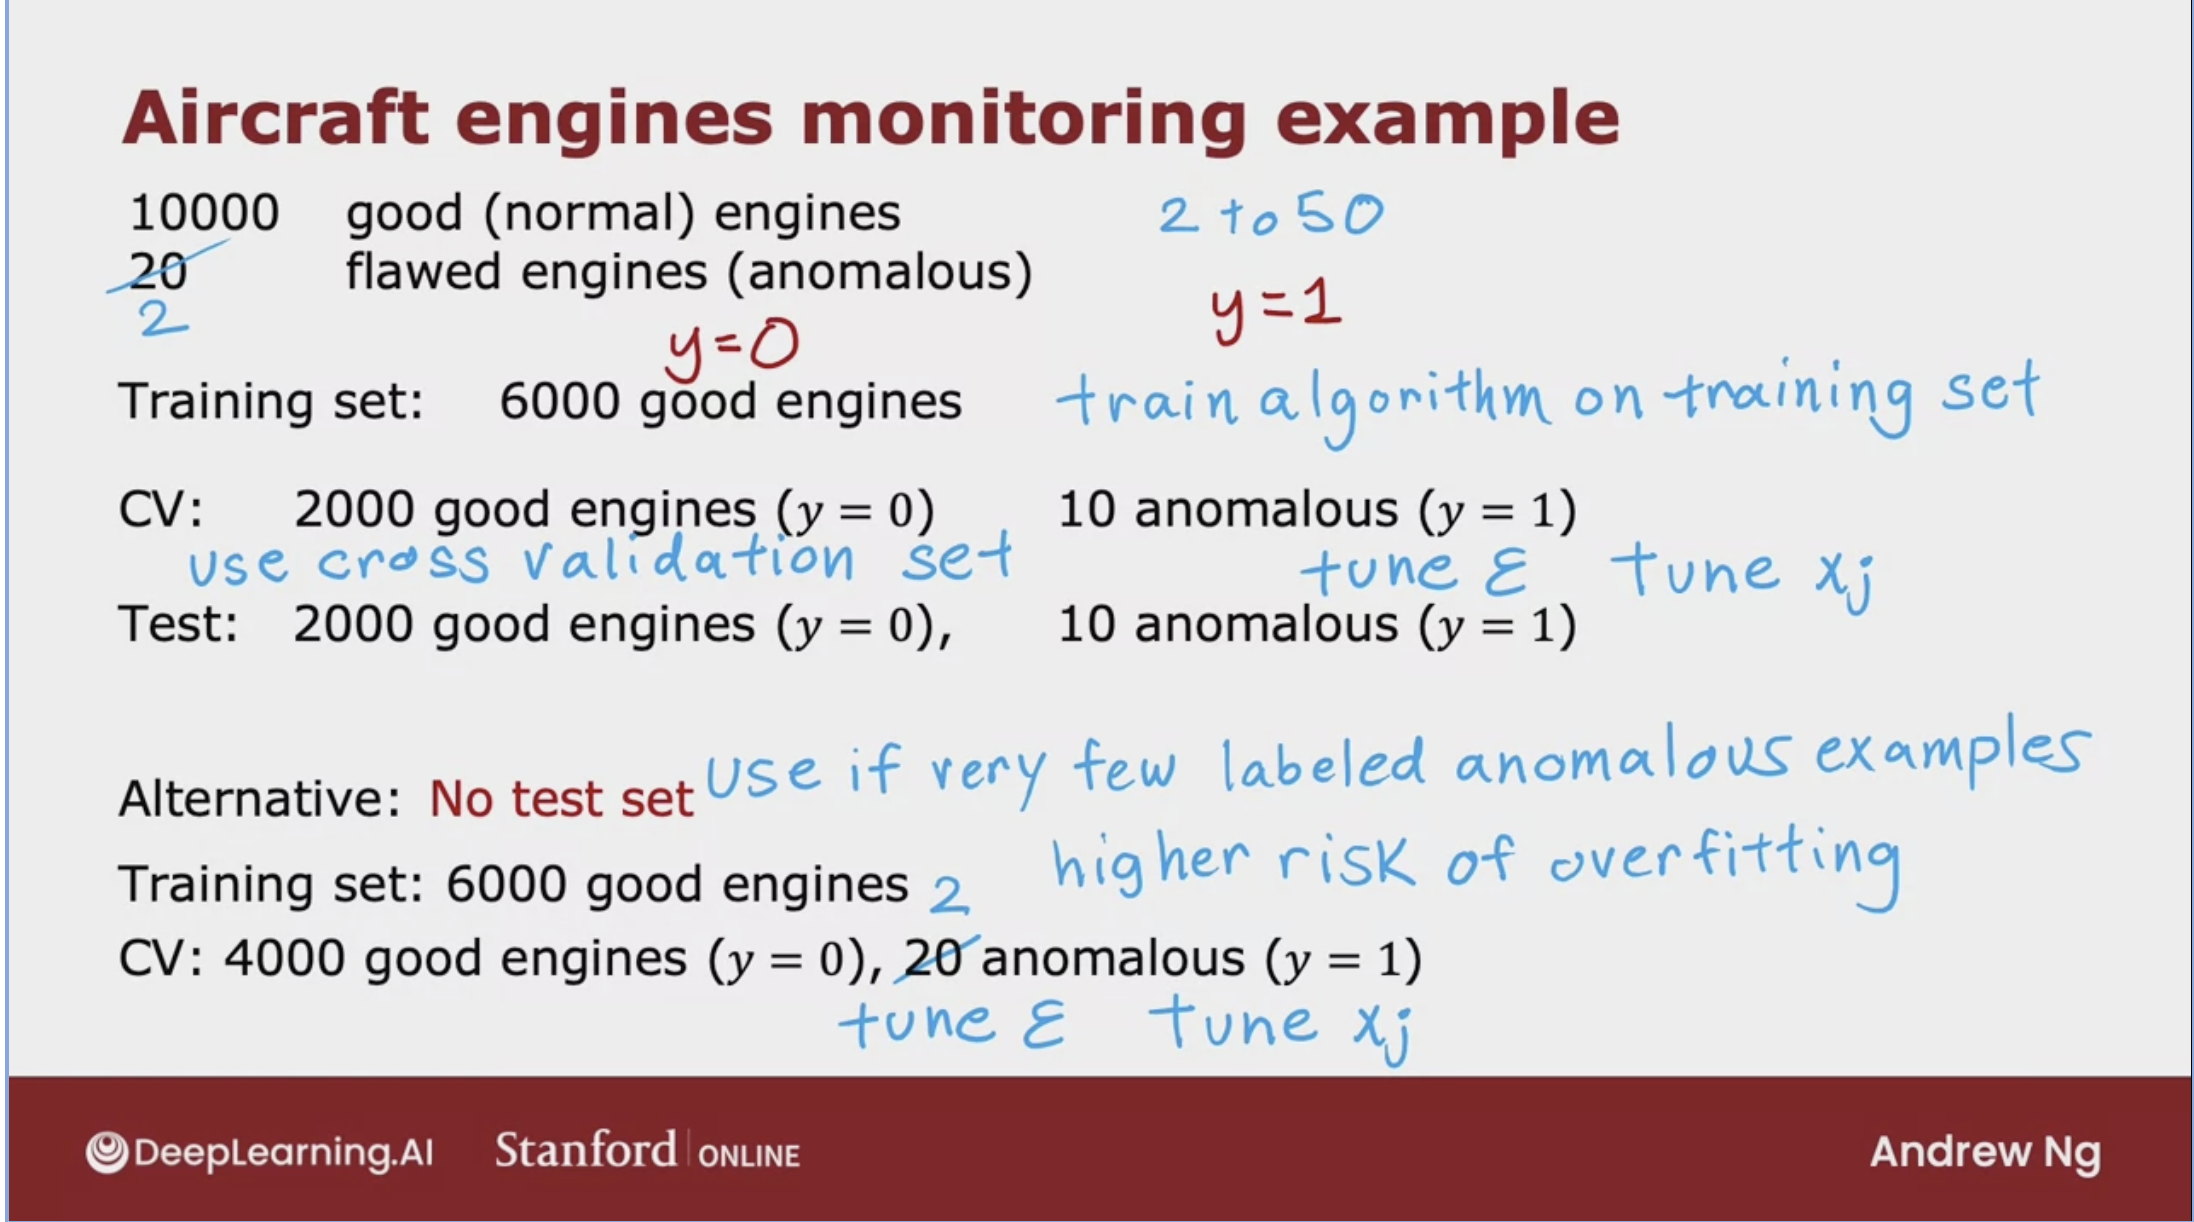 Aircraft engines monitoring example
10000 good (normal) engines 2 to 50
20 flawed engines (anomalous)
2
y=0 y=1
Training set: 6000 good engines train algorithm on training set
CV: 2000 good engines (y = 0) 10 anomalous (y = 1)
use cross validation set tune ε tune xj
Test: 2000 good engines (y = 0), 10 anomalous (y = 1)
Alternative: No test set use if very few labeled anomalous examples
higher risk of overfitting
Training set: 6000 good engines 2
CV: 4000 good engines (y = 0), 20 anomalous (y = 1)
tune ε tune xj
DeepLearning.AI Stanford ONLINE Andrew Ng